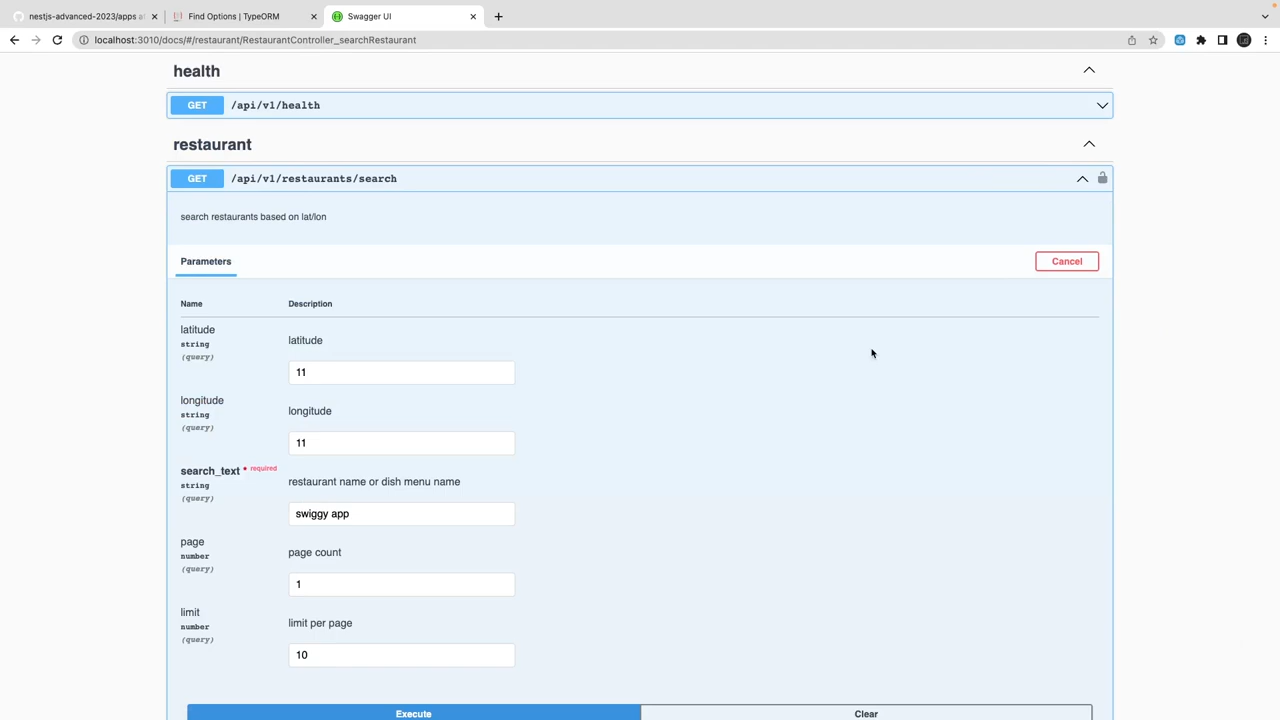 nestjs-advanced-2023/apps a
Find Options | TypeORM
Swagger UI
localhost:3010/docs/#/restaurant/RestaurantController_searchRestaurant
health
GET /api/v1/health
restaurant
GET /api/v1/restaurants/search
search restaurants based on lat/lon
Parameters
Cancel
Name Description
latitude
string
(query)
latitude
11
longitude
string
(query)
longitude
11
search_text * required
string
(query)
restaurant name or dish menu name
swiggy app
page
number
(query)
page count
1
limit
number
(query)
limit per page
10
Execute
Clear